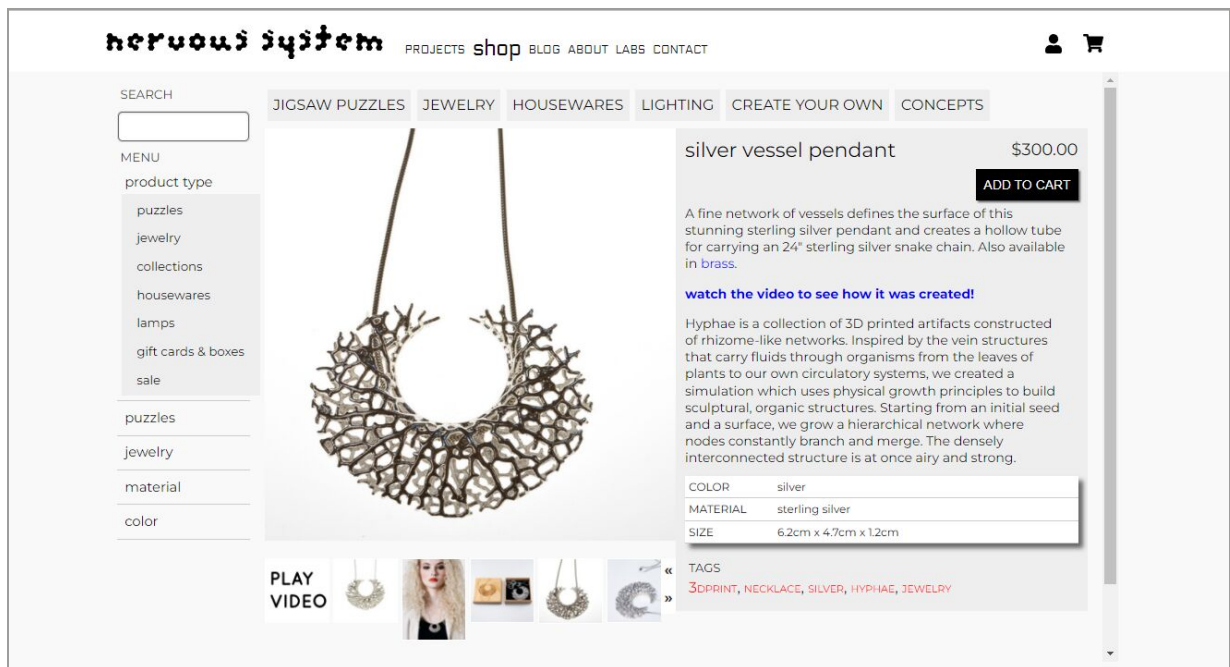 nervous system
PROJECTS shop BLOG ABOUT LABS CONTACT
SEARCH
MENU
product type
puzzles
jewelry
collections
housewares
lamps
gift cards & boxes
sale
puzzles
jewelry
material
color
JIGSAW PUZZLES JEWELRY HOUSEWARES LIGHTING CREATE YOUR OWN CONCEPTS
PLAY
VIDEO
«
»
silver vessel pendant $300.00
ADD TO CART
A fine network of vessels defines the surface of this
stunning sterling silver pendant and creates a hollow tube
for carrying an 24" sterling silver snake chain. Also available
in brass.
watch the video to see how it was created!
Hyphae is a collection of 3D printed artifacts constructed
of rhizome-like networks. Inspired by the vein structures
that carry fluids through organisms from the leaves of
plants to our own circulatory systems, we created a
simulation which uses physical growth principles to build
sculptural, organic structures. Starting from an initial seed
and a surface, we grow a hierarchical network where
nodes constantly branch and merge. The densely
interconnected structure is at once airy and strong.
COLOR silver
MATERIAL sterling silver
SIZE 6.2cm x 4.7cm x 1.2cm
TAGS
3DPRINT, NECKLACE, SILVER, HYPHAE, JEWELRY